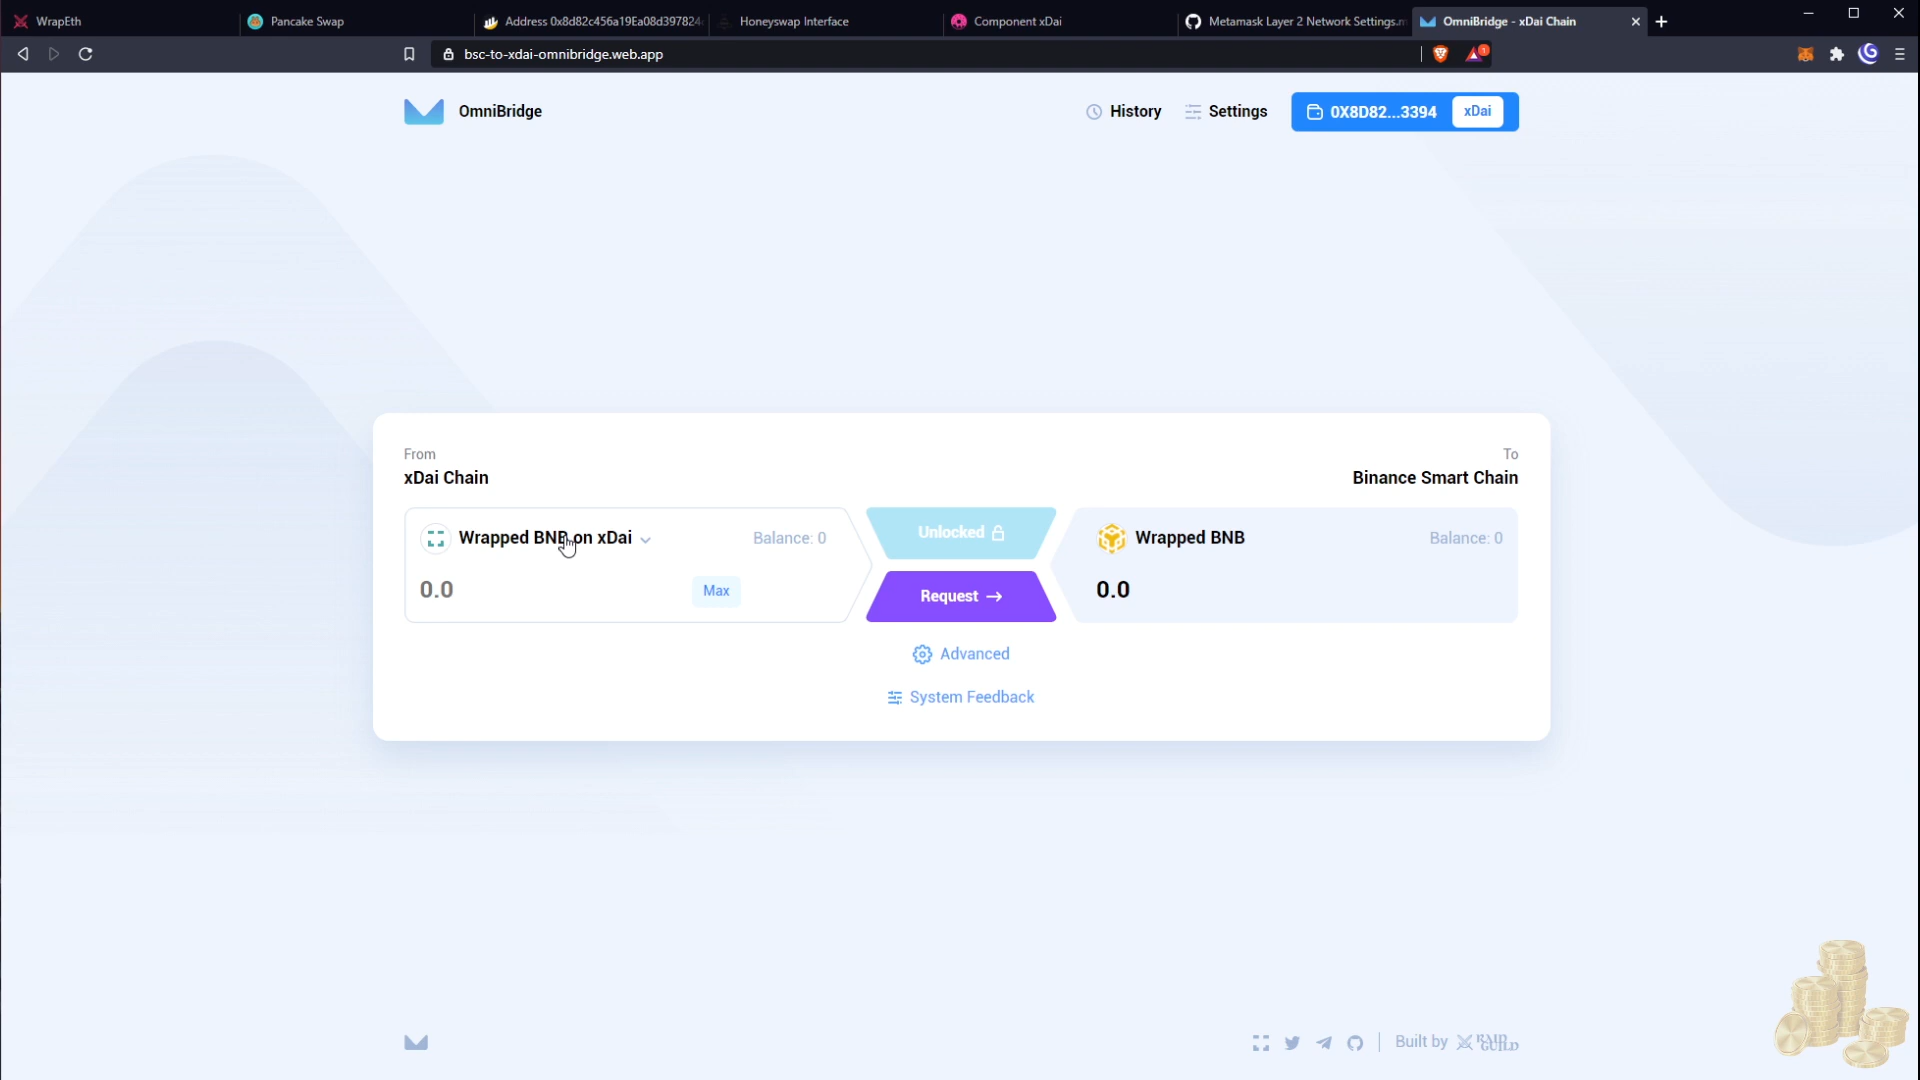 WrapEth
Pancake Swap
Address 0x8d82c456a19Ea08d397824
Honeyswap Interface
Component xDai
Metamask Layer 2 Network Settings.m
OmniBridge - xDai Chain
bsc-to-xdai-omnibridge.web.app
1
OmniBridge
History
Settings
0X8D82...3394
xDai
From
To
xDai Chain
Binance Smart Chain
Wrapped BNB on xDai
Balance: 0
Unlocked
Wrapped BNB
Balance: 0
0.0
Max
Request →
0.0
Advanced
System Feedback
Built by
RAID
GUILD